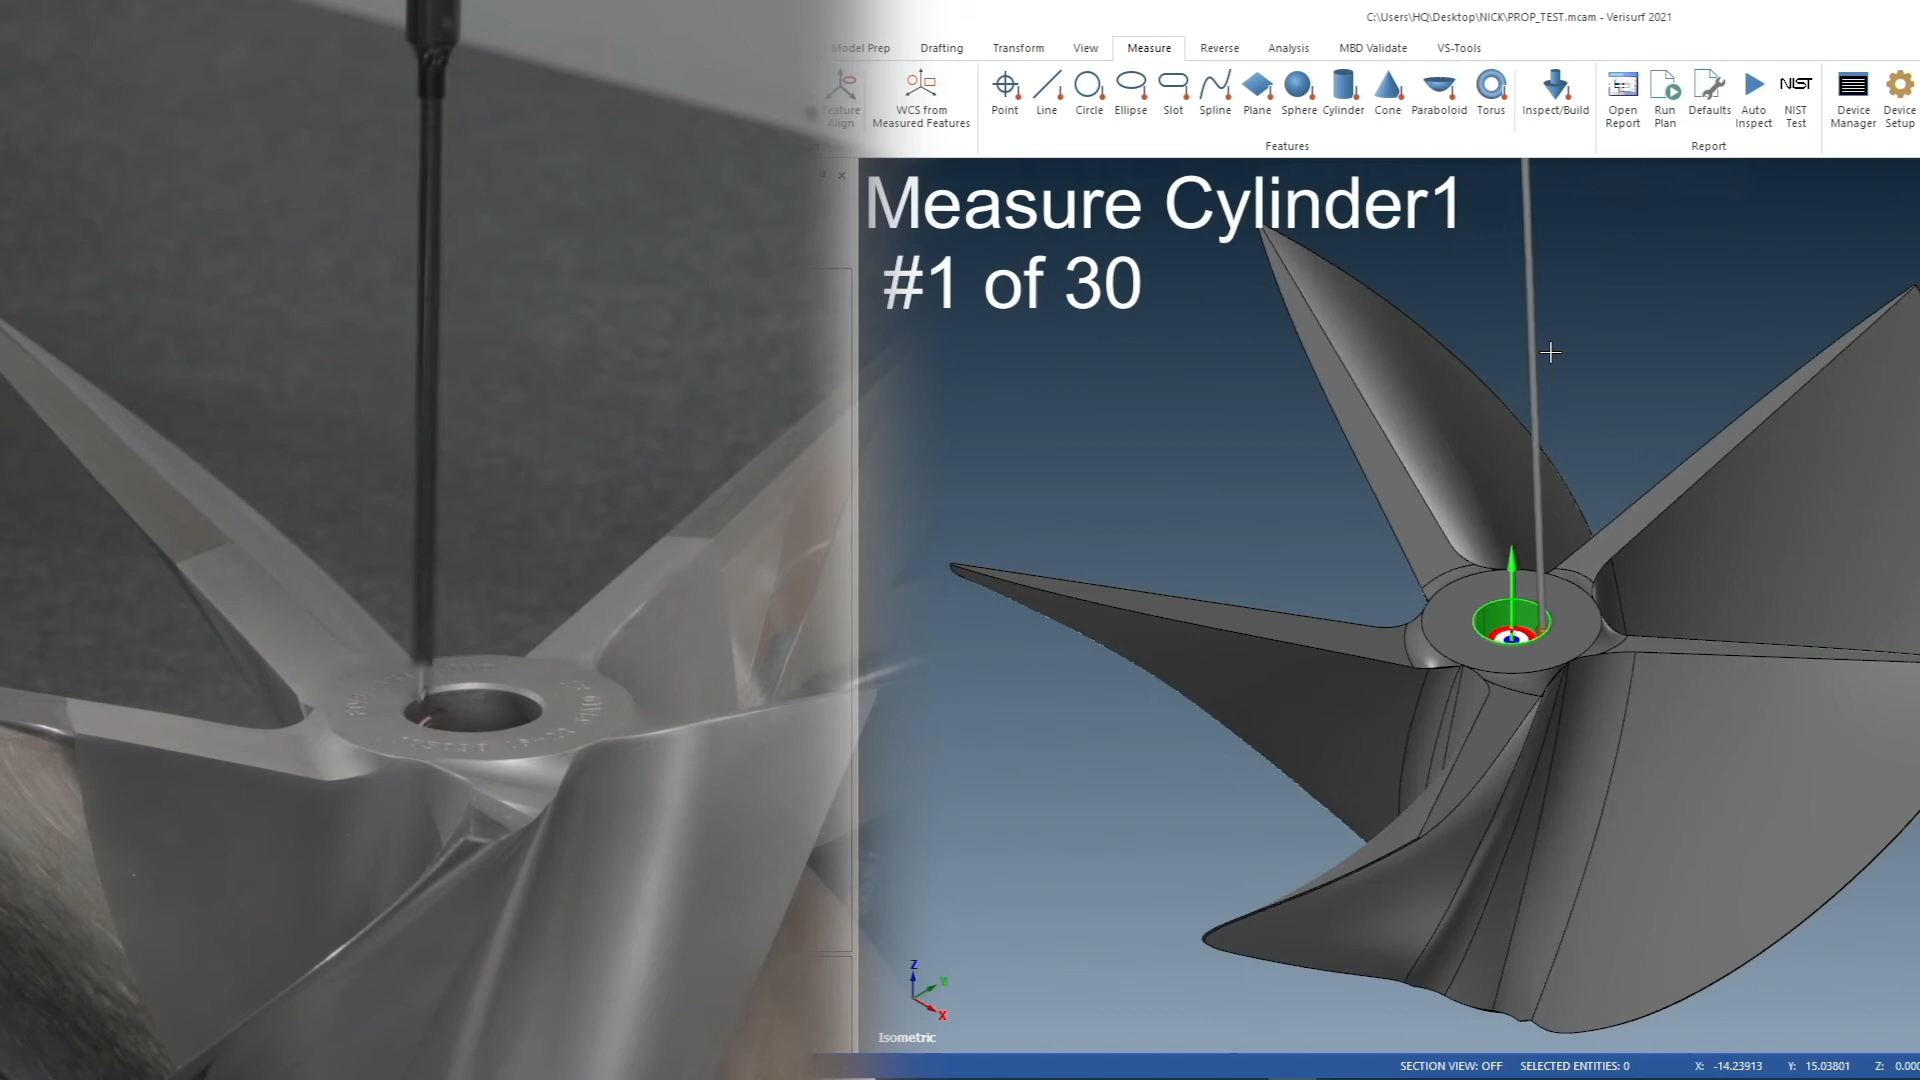 C:\Users\HQ\Desktop\NICK\PROP_TEST.mcam - Verisurf 2021
Model Prep Drafting Transform View Measure Reverse Analysis MBD Validate VS-Tools
Feature Align
WCS from Measured Features
Point Line Circle Ellipse Slot Spline Plane Sphere Cylinder Cone Paraboloid Torus Inspect/Build
NIST
Open Report
Run Plan
Defaults
Auto Inspect
NIST Test
Device Manager
Device Setup
Features
Report
Measure Cylinder1
#1 of 30
Z
Y
X
Isometric
SECTION VIEW: OFF SELECTED ENTITIES: 0 X: -14.23913 Y: 15.03801 Z: 0.000